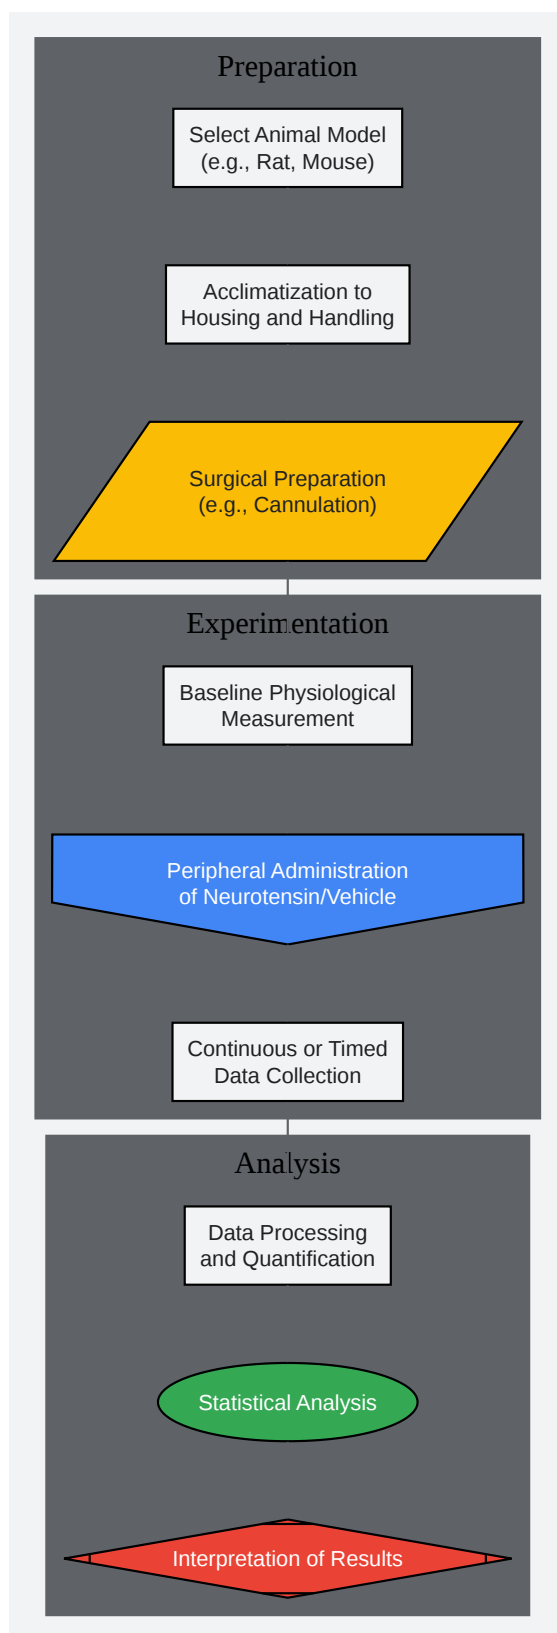 Preparation
Select Animal Model
(e.g., Rat, Mouse)
Acclimatization to
Housing and Handling
Surgical Preparation
(e.g., Cannulation)
Experimentation
Baseline Physiological
Measurement
Peripheral Administration
of Neurotensin/Vehicle
Continuous or Timed
Data Collection
Analysis
Data Processing
and Quantification
Statistical Analysis
Interpretation of Results